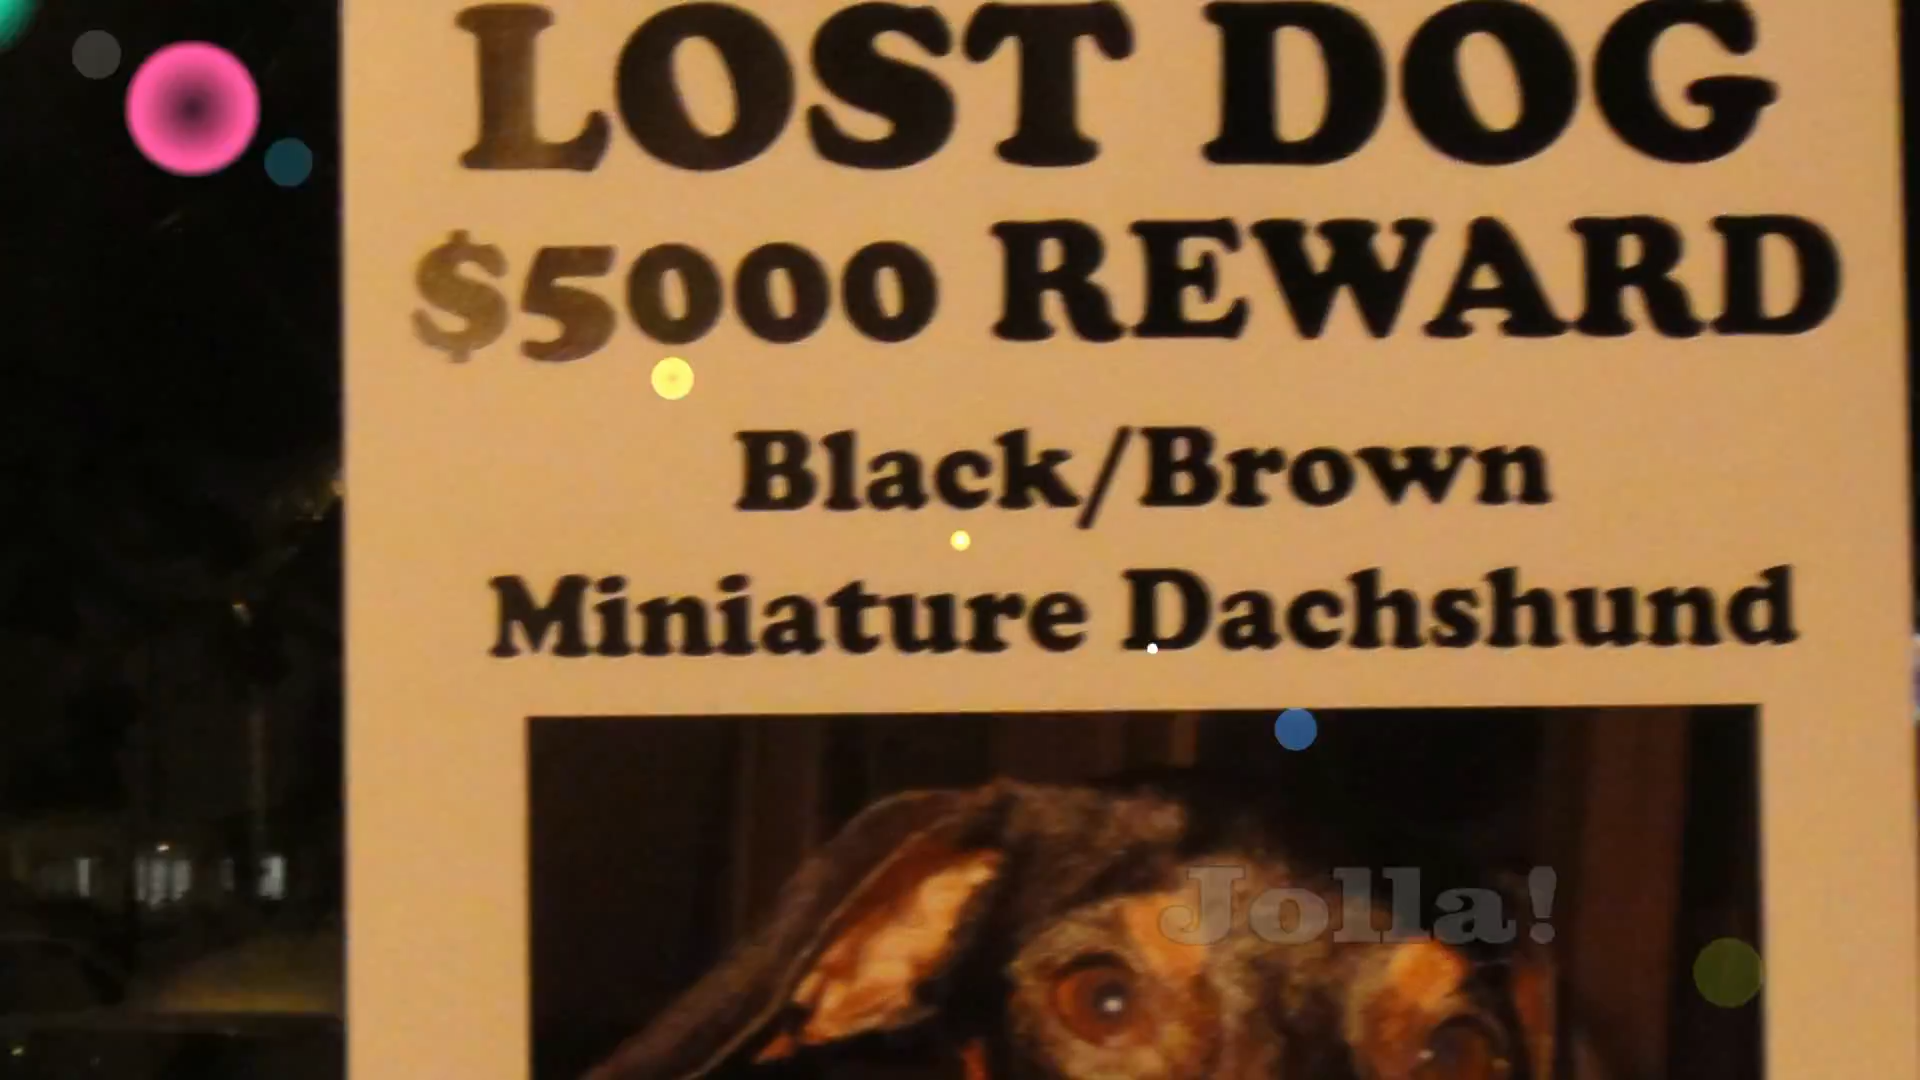 LOST DOG
$5000 REWARD
Black/Brown
Miniature Dachshund
Jolla!